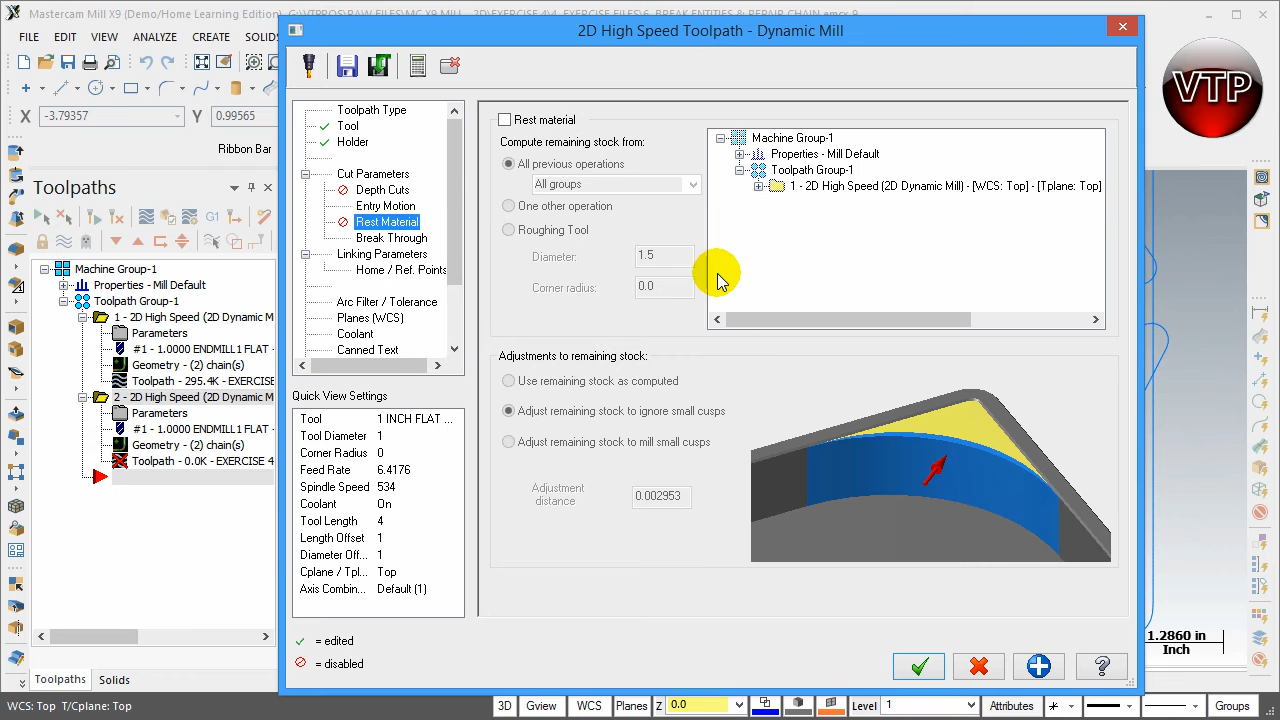 Mastercam Mill X9 (Demo/Home Learning Edition)
2D High Speed Toolpath - Dynamic Mill
FILE EDIT VIEW ANALYZE CREATE SOLIDS
VTP
X -3.79357 Y 0.99565
Ribbon Bar
Toolpaths
G1
Machine Group-1
Properties - Mill Default
Toolpath Group-1
1 - 2D High Speed (2D Dynamic M
Parameters
#1 - 1.0000 ENDMILL1 FLAT -
Geometry - (2) chain(s)
Toolpath - 295.4K - EXERCISE
2 - 2D High Speed (2D Dynamic M
Parameters
#1 - 1.0000 ENDMILL1 FLAT -
Geometry - (2) chain(s)
Toolpath - 0.0K - EXERCISE 4
Toolpaths Solids
Toolpath Type
Tool
Holder
Cut Parameters
Depth Cuts
Entry Motion
Rest Material
Break Through
Linking Parameters
Home / Ref. Points
Arc Filter / Tolerance
Planes (WCS)
Coolant
Canned Text
Quick View Settings
Tool 1 INCH FLAT ...
Tool Diameter 1
Corner Radius 0
Feed Rate 6.4176
Spindle Speed 534
Coolant On
Tool Length 4
Length Offset 1
Diameter Off... 1
Cplane / Tpl... Top
Axis Combin... Default (1)
= edited
= disabled
Rest material
Compute remaining stock from:
All previous operations
All groups
One other operation
Roughing Tool
Diameter: 1.5
Corner radius: 0.0
Machine Group-1
Properties - Mill Default
Toolpath Group-1
1 - 2D High Speed (2D Dynamic Mill) - [WCS: Top] - [Tplane: Top]
Adjustments to remaining stock:
Use remaining stock as computed
Adjust remaining stock to ignore small cusps
Adjust remaining stock to mill small cusps
Adjustment
distance 0.002953
1.2860 in
Inch
WCS: Top T/Cplane: Top 3D Gview WCS Planes Z 0.0 Level 1 Attributes Groups